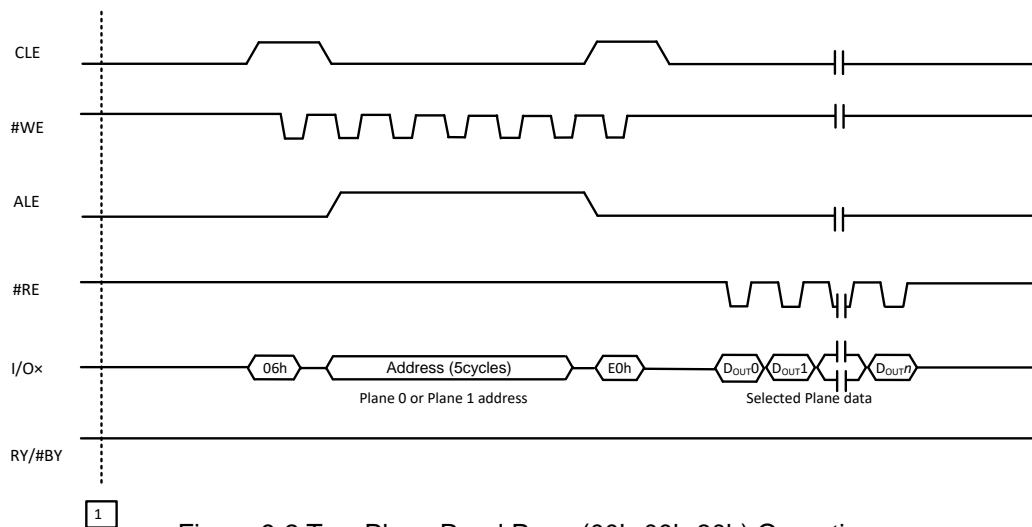 CLE
#WE
ALE
#RE
I/O×
06h
Address (5cycles)
E0h
DOUT0
DOUT1
DOUTn
Plane 0 or Plane 1 address
Selected Plane data
RY/#BY
1